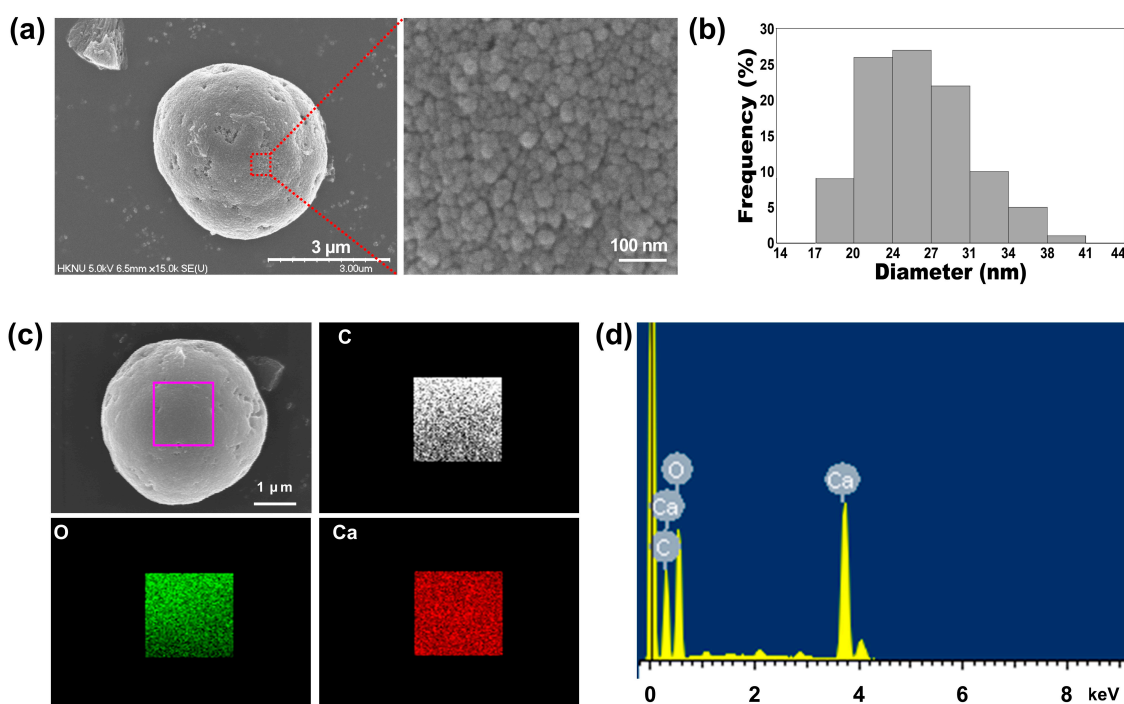 (a)
3 μm
HKNU 5.0kV 6.5mm x15.0k SE(U)
3.00um
100 nm
(b)
Frequency (%)
30
25
20
15
10
5
0
14 17 20 24 27 31 34 38 41 44
Diameter (nm)
(c)
1 μm
C
O
Ca
(d)
O
Ca
C
Ca
0 2 4 6 8 keV